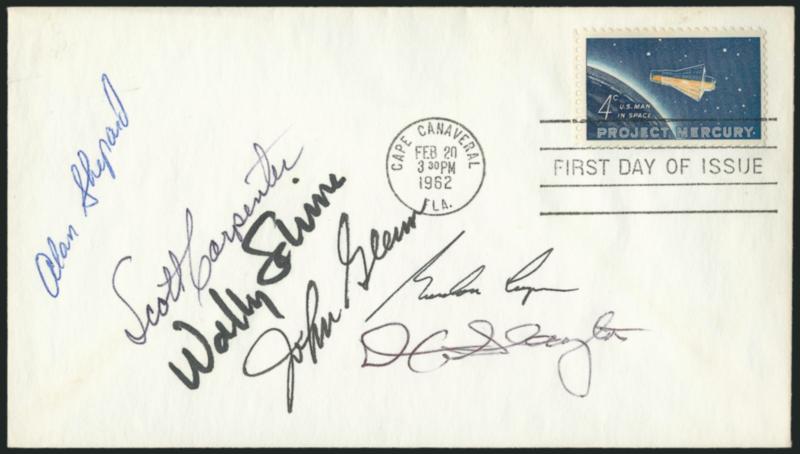 4c
U.S. MAN
IN SPACE
PROJECT MERCURY
CAPE CANAVERAL
FEB 20
3 30 PM
1962
FLA.
FIRST DAY OF ISSUE
Alan Shepard
Scott Carpenter
Wally Schirra
John Glenn
Gordon Cooper
D K Slayton